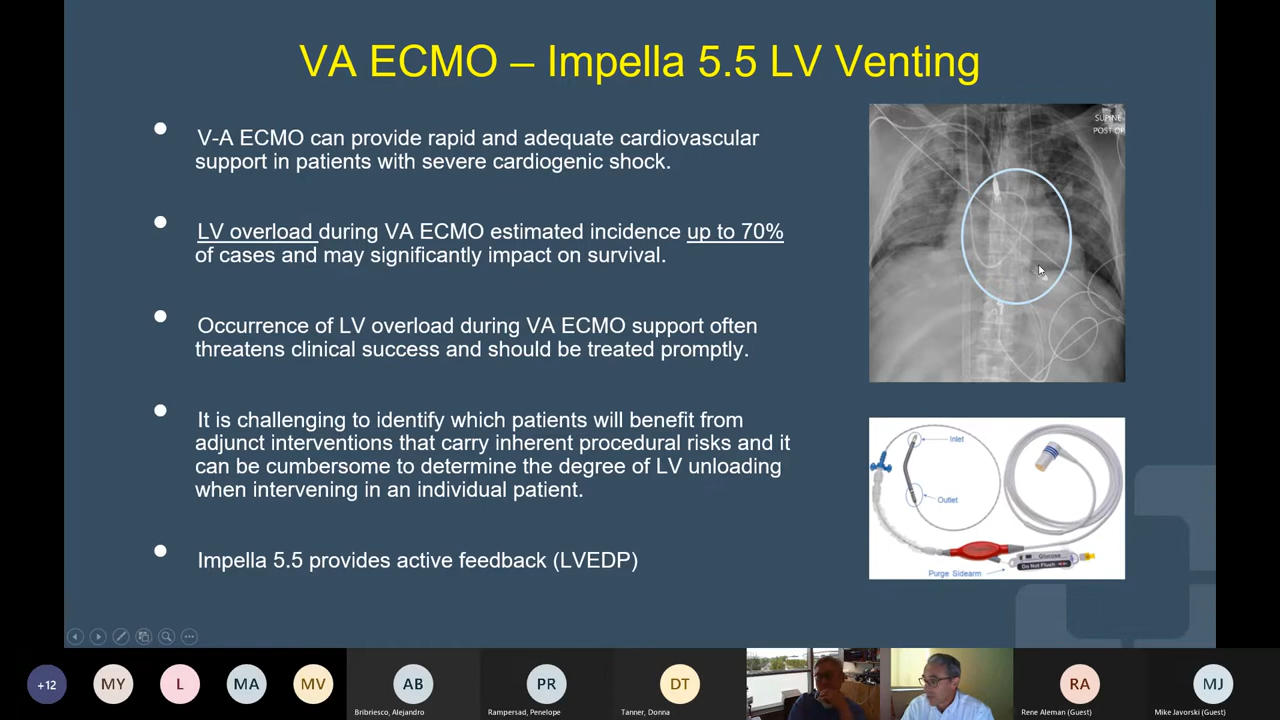 VA ECMO – Impella 5.5 LV Venting
V-A ECMO can provide rapid and adequate cardiovascular
support in patients with severe cardiogenic shock.
LV overload during VA ECMO estimated incidence up to 70%
of cases and may significantly impact on survival.
Occurrence of LV overload during VA ECMO support often
threatens clinical success and should be treated promptly.
It is challenging to identify which patients will benefit from
adjunct interventions that carry inherent procedural risks and it
can be cumbersome to determine the degree of LV unloading
when intervening in an individual patient.
Impella 5.5 provides active feedback (LVEDP)
SUPINE
POST OP
Inlet
Outlet
Glucose
Do Not Flush
Purge Sidearm
+12
MY
L
MA
MV
AB
Bribriesco, Alejandro
PR
Rampersad, Penelope
DT
Tanner, Donna
RA
Rene Aleman (Guest)
MJ
Mike Javorski (Guest)